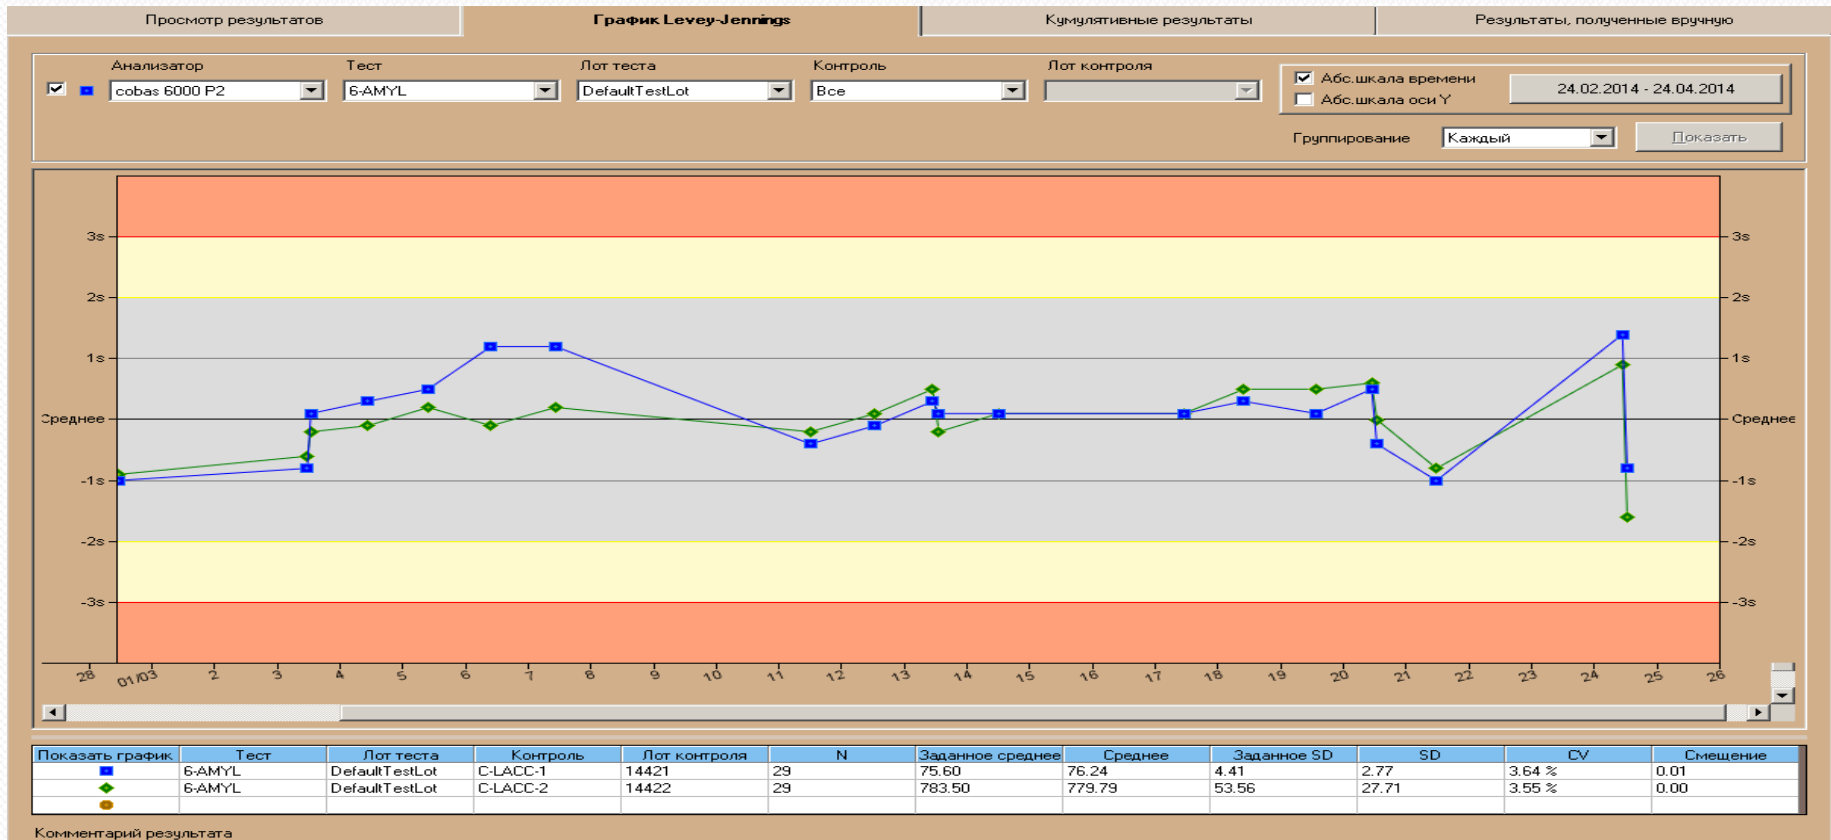 Просмотр результатов График Levey-Jennings Кумулятивные результаты Результаты, полученные вручную
Анализатор Тест Лот теста Контроль Лот контроля
cobas 6000 P2 6-AMYL DefaultTestLot Все
Абс.шкала времени
Абс.шкала оси Y
24.02.2014 - 24.04.2014
Группирование Каждый Показать
3s 3s
2s 2s
1s 1s
Среднее Среднее
-1s -1s
-2s -2s
-3s -3s
28 01/03 2 3 4 5 6 7 8 9 10 11 12 13 14 15 16 17 18 19 20 21 22 23 24 25 26
Показать график Тест Лот теста Контроль Лот контроля N Заданное среднее Среднее Заданное SD SD CV Смещение
6-AMYL DefaultTestLot C-LACC-1 14421 29 75.60 76.24 4.41 2.77 3.64 % 0.01
6-AMYL DefaultTestLot C-LACC-2 14422 29 783.50 779.79 53.56 27.71 3.55 % 0.00
Комментарий результата